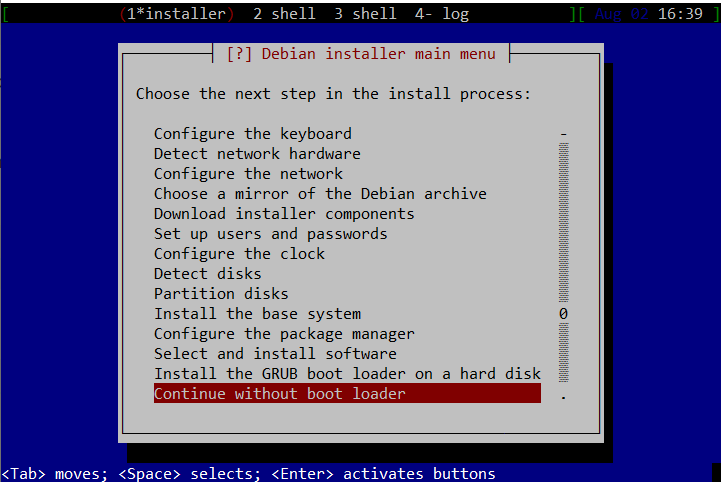 [ (1*installer) 2 shell 3 shell 4- log ][ Aug 02 16:39 ]
[?] Debian installer main menu
Choose the next step in the install process:
Configure the keyboard -
Detect network hardware
Configure the network
Choose a mirror of the Debian archive
Download installer components
Set up users and passwords
Configure the clock
Detect disks
Partition disks
Install the base system 0
Configure the package manager
Select and install software
Install the GRUB boot loader on a hard disk
Continue without boot loader .
<Tab> moves; <Space> selects; <Enter> activates buttons